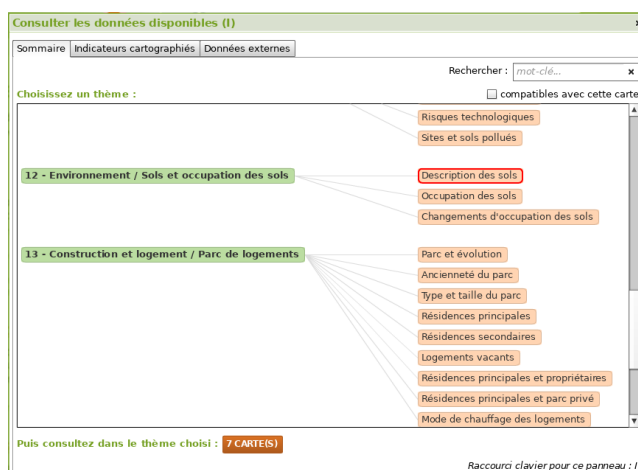 Consulter les données disponibles (I)
Sommaire Indicateurs cartographiés Données externes
Rechercher : mot-clé...
Choisissez un thème : compatibles avec cette carte
Risques technologiques
Sites et sols pollués
12 - Environnement / Sols et occupation des sols Description des sols
Occupation des sols
Changements d'occupation des sols
13 - Construction et logement / Parc de logements Parc et évolution
Ancienneté du parc
Type et taille du parc
Résidences principales
Résidences secondaires
Logements vacants
Résidences principales et propriétaires
Résidences principales et parc privé
Mode de chauffage des logements
Puis consultez dans le thème choisi : 7 CARTE(S)
Raccourci clavier pour ce panneau : I